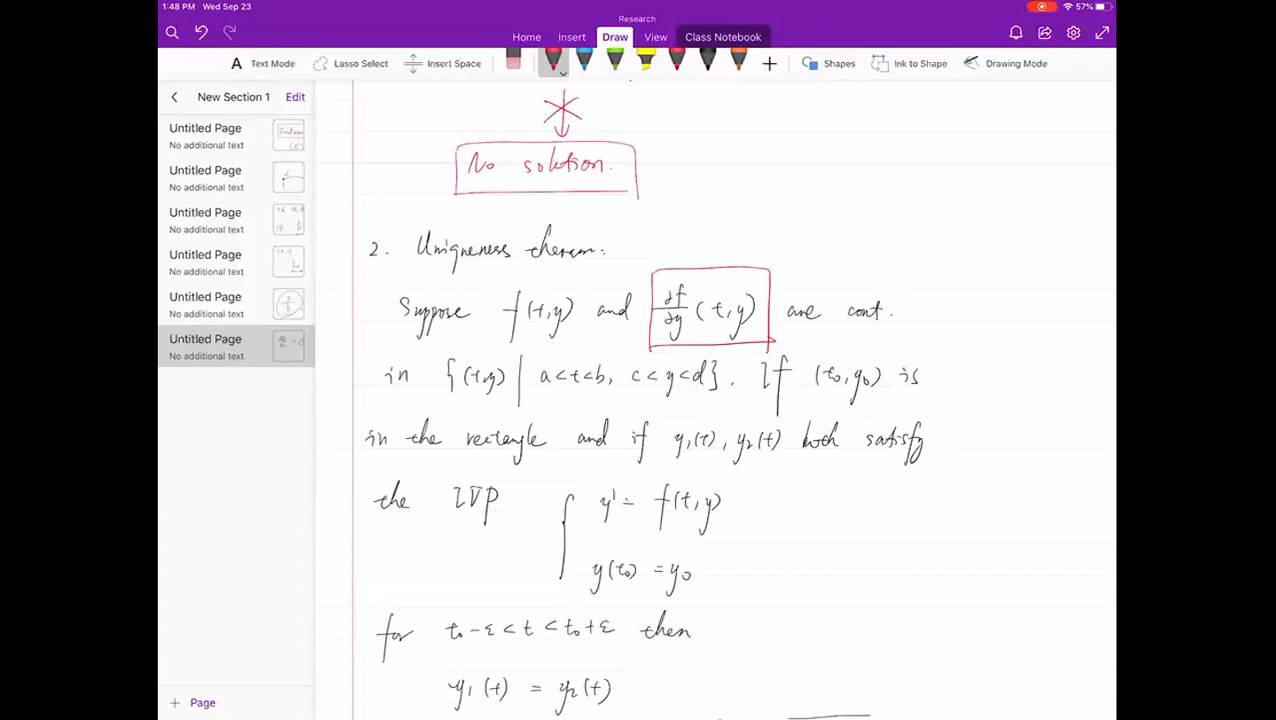 1:48 PM Wed Sep 23
57%
Research
Home Insert Draw View Class Notebook
Text Mode Lasso Select Insert Space Shapes Ink to Shape Drawing Mode
New Section 1 Edit
Untitled Page
No additional text
Untitled Page
No additional text
Untitled Page
No additional text
Untitled Page
No additional text
Untitled Page
No additional text
Untitled Page
No additional text
Page
No solution.
2. Uniqueness theorem.
Suppose f(t,y) and ∂f/∂y (t,y) are cont.
in {(t,y) | a<t<b, c<y<d}. If (t₀,y₀) is
in the rectangle and if y₁(t), y₂(t) both satisfy
the IVP { y' = f(t,y)
y(t₀) = y₀
for t₀-ε < t < t₀+ε then
y₁(t) = y₂(t)